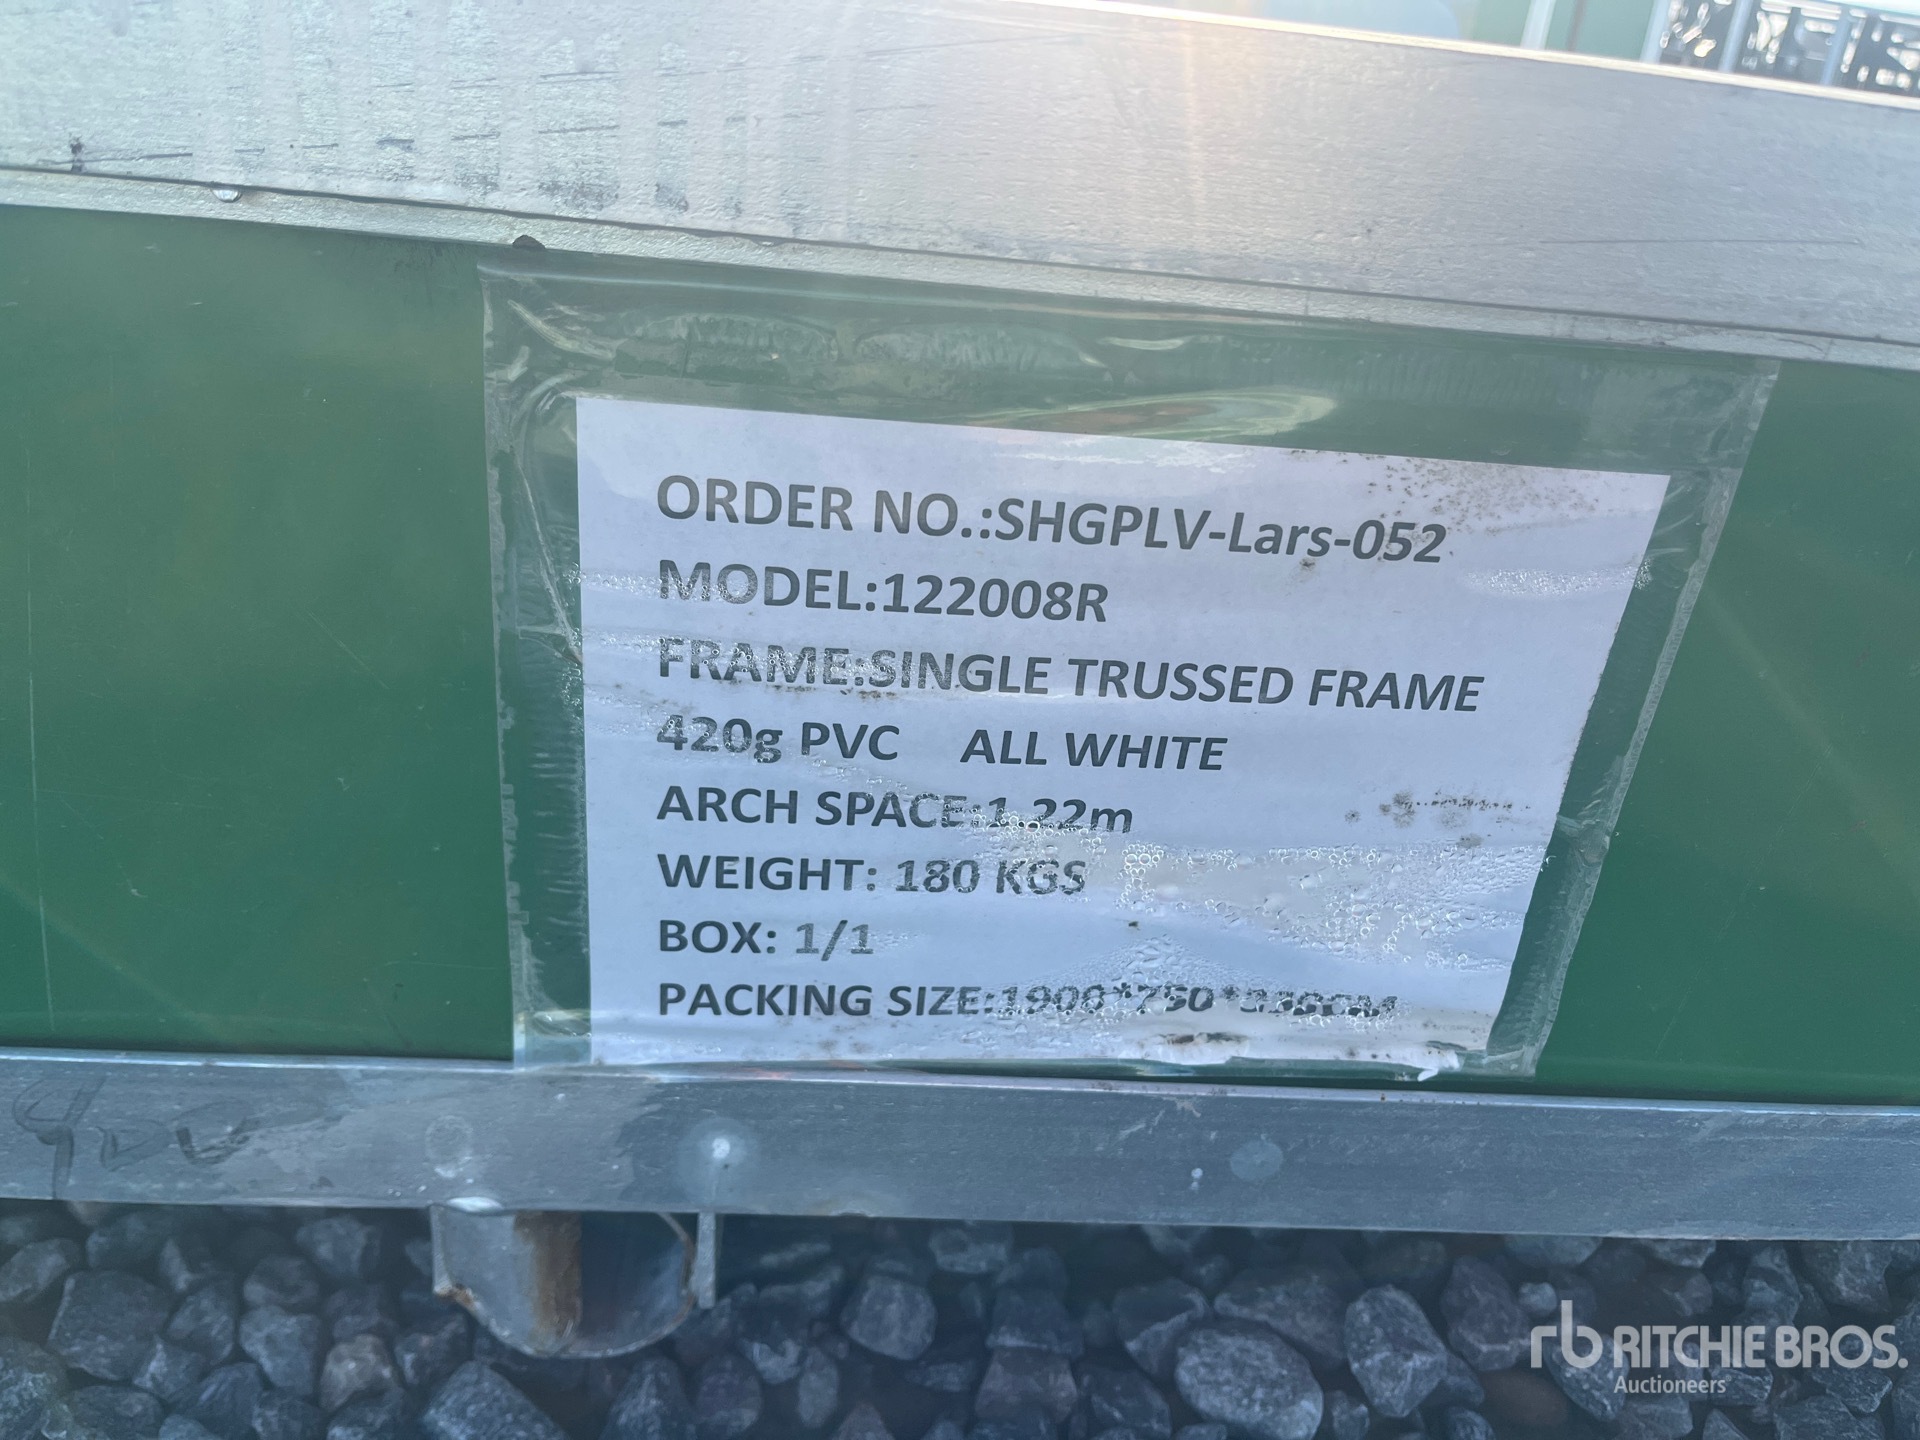 ORDER NO.:SHGPLV-Lars-052
MODEL:122008R
FRAME:SINGLE TRUSSED FRAME
420g PVC ALL WHITE
ARCH SPACE:1.22m
WEIGHT: 180 KGS
BOX: 1/1
PACKING SIZE:
rb RITCHIE BROS.
Auctioneers